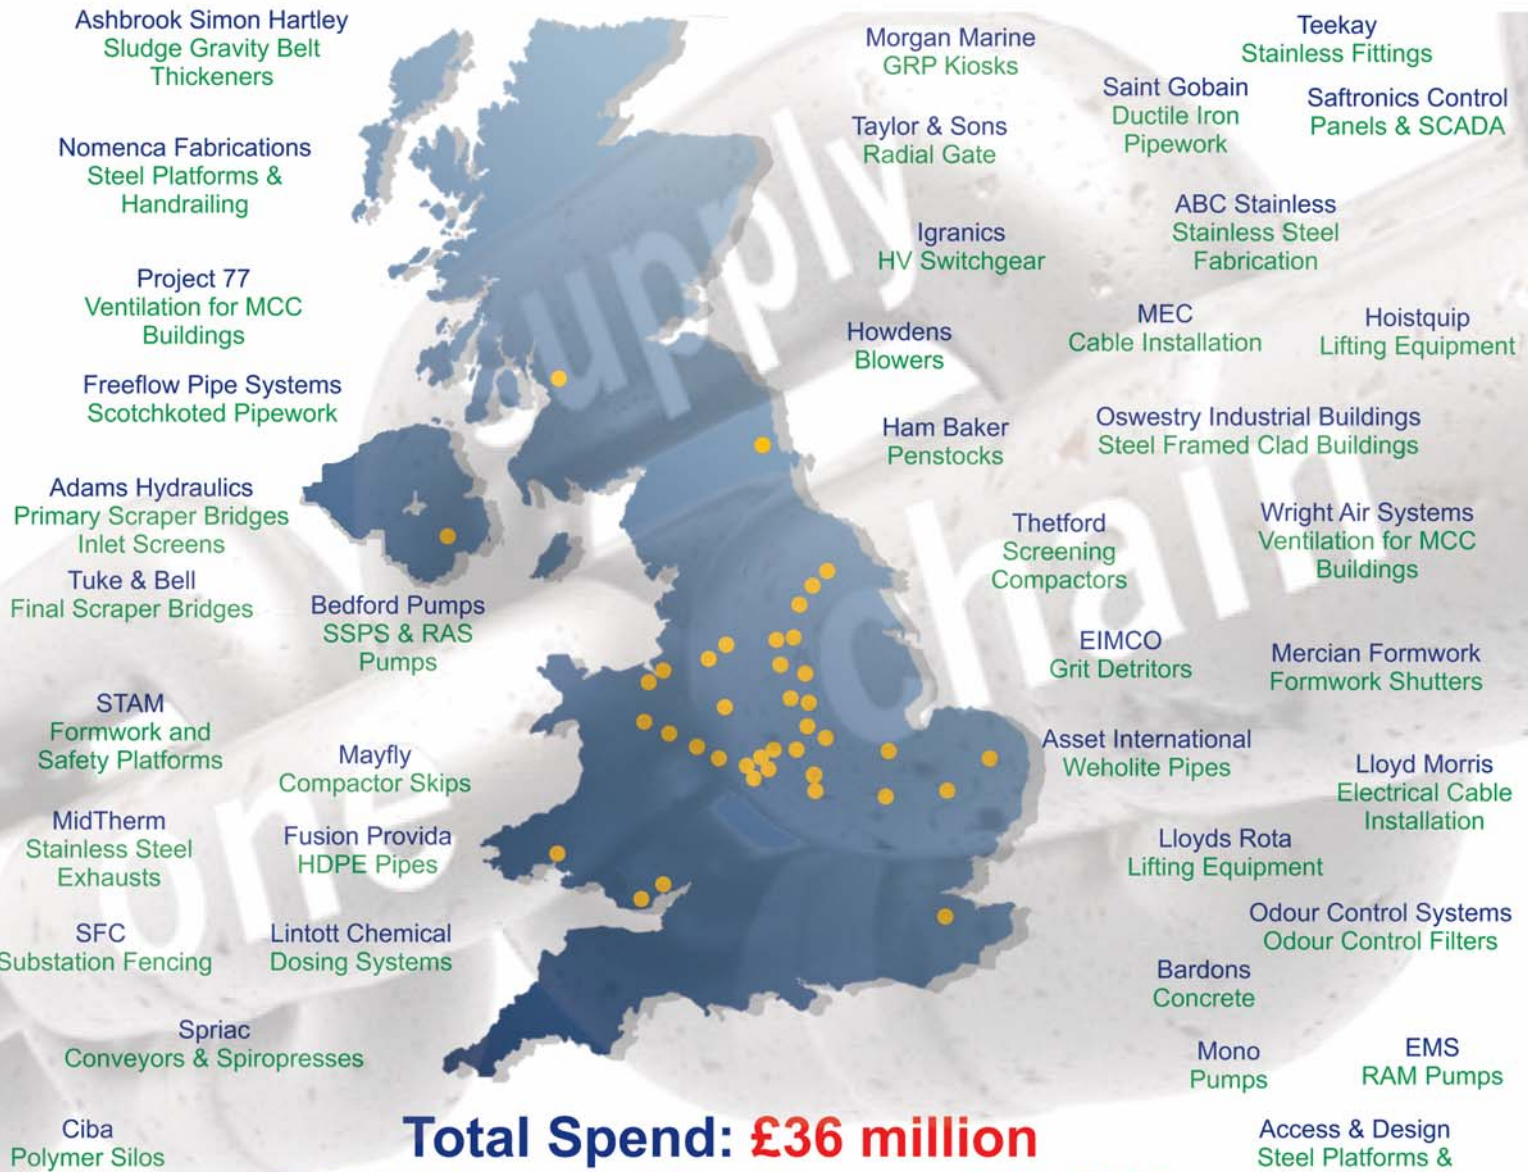 Ashbrook Simon Hartley
Sludge Gravity Belt
Thickeners
Nomenca Fabrications
Steel Platforms &
Handrailing
Project 77
Ventilation for MCC
Buildings
Freeflow Pipe Systems
Scotchkoted Pipework
Adams Hydraulics
Primary Scraper Bridges
Inlet Screens
Tuke & Bell
Final Scraper Bridges
Bedford Pumps
SSPS & RAS
Pumps
STAM
Formwork and
Safety Platforms
Mayfly
Compactor Skips
MidTherm
Stainless Steel
Exhausts
Fusion Provida
HDPE Pipes
SFC
Substation Fencing
Lintott Chemical
Dosing Systems
Spriac
Conveyors & Spiropresses
Ciba
Polymer Silos
Morgan Marine
GRP Kiosks
Teekay
Stainless Fittings
Saint Gobain
Ductile Iron
Pipework
Saftronics Control
Panels & SCADA
Taylor & Sons
Radial Gate
ABC Stainless
Stainless Steel
Fabrication
Igranics
HV Switchgear
MEC
Cable Installation
Hoistquip
Lifting Equipment
Howdens
Blowers
Ham Baker
Penstocks
Oswestry Industrial Buildings
Steel Framed Clad Buildings
Thetford
Screening
Compactors
Wright Air Systems
Ventilation for MCC
Buildings
EIMCO
Grit Detritors
Mercian Formwork
Formwork Shutters
Asset International
Weholite Pipes
Lloyd Morris
Electrical Cable
Installation
Lloyds Rota
Lifting Equipment
Odour Control Systems
Odour Control Filters
Bardons
Concrete
Mono
Pumps
EMS
RAM Pumps
Access & Design
Steel Platforms &
Total Spend: £36 million
supply
chain
one